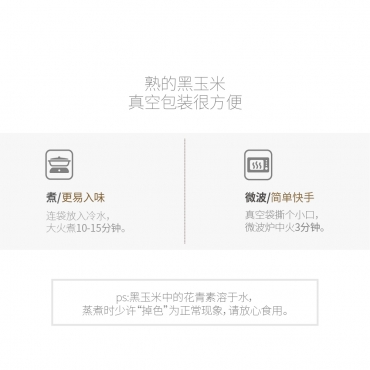 熟的黑玉米
真空包装很方便
煮/更易入味
连袋放入冷水，
大火煮10-15分钟。
微波/简单快手
真空袋撕个小口，
微波炉中火3分钟。
ps:黑玉米中的花青素溶于水，
蒸煮时少许“掉色”为正常现象，请放心食用。